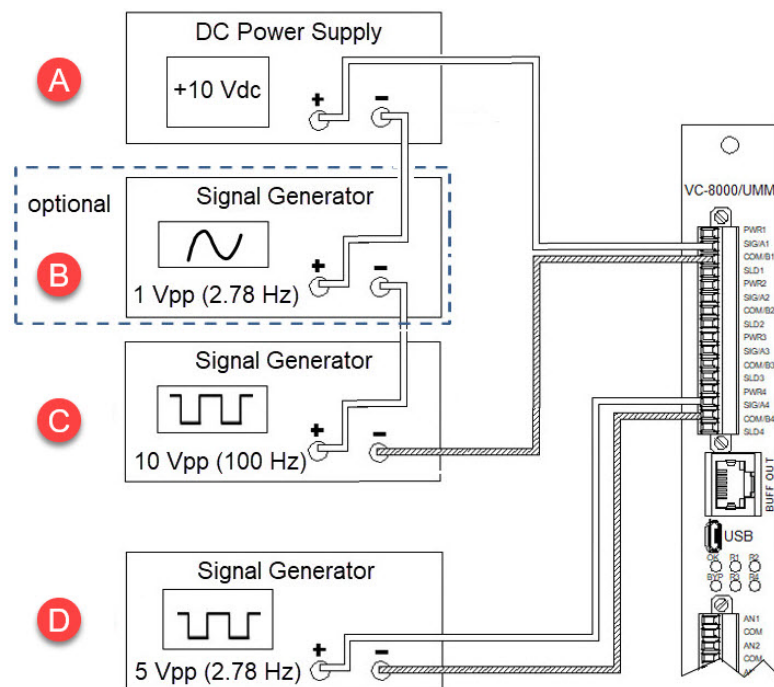 DC Power Supply
A
+10 Vdc
+ -
optional
Signal Generator
B
+ -
1 Vpp (2.78 Hz)
Signal Generator
C
+ -
10 Vpp (100 Hz)
Signal Generator
D
+ -
5 Vpp (2.78 Hz)
VC-8000/UMM
PWR1
SIG/A1
COM/B1
SLD1
PWR2
SIG/A2
COM/B2
SLD2
PWR3
SIG/A3
COM/B3
SLD3
PWR4
SIG/A4
COM/B4
SLD4
BUFF OUT
USB
OK R1 R2
BYP R3 R4
AN1
COM
AN2
COM